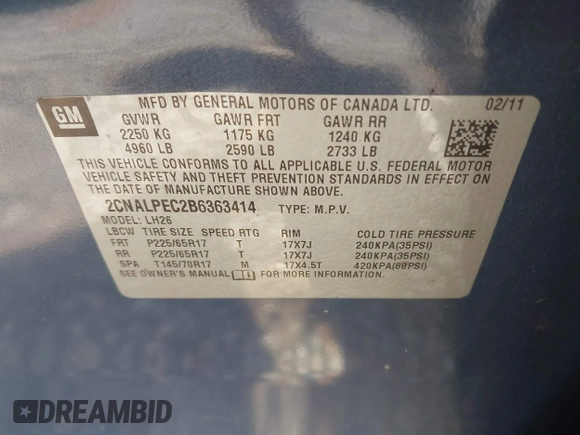 GM
MFD BY GENERAL MOTORS OF CANADA LTD. 02/11
GVWR GAWR FRT GAWR RR
2250 KG 1175 KG 1240 KG
4960 LB 2590 LB 2733 LB
THIS VEHICLE CONFORMS TO ALL APPLICABLE U.S. FEDERAL MOTOR
VEHICLE SAFETY AND THEFT PREVENTION STANDARDS IN EFFECT ON
THE DATE OF MANUFACTURE SHOWN ABOVE.
2CNALPEC2B6363414 TYPE: M.P.V.
MODEL: LH26
LBCW TIRE SIZE SPEED RTG RIM COLD TIRE PRESSURE
FRT P225/65R17 T 17X7J 240KPA(35PSI)
RR P225/65R17 T 17X7J 240KPA(35PSI)
SPA T145/70R17 M 17X4.5T 420KPA(60PSI)
SEE OWNER'S MANUAL FOR MORE INFORMATION.
DREAMBID